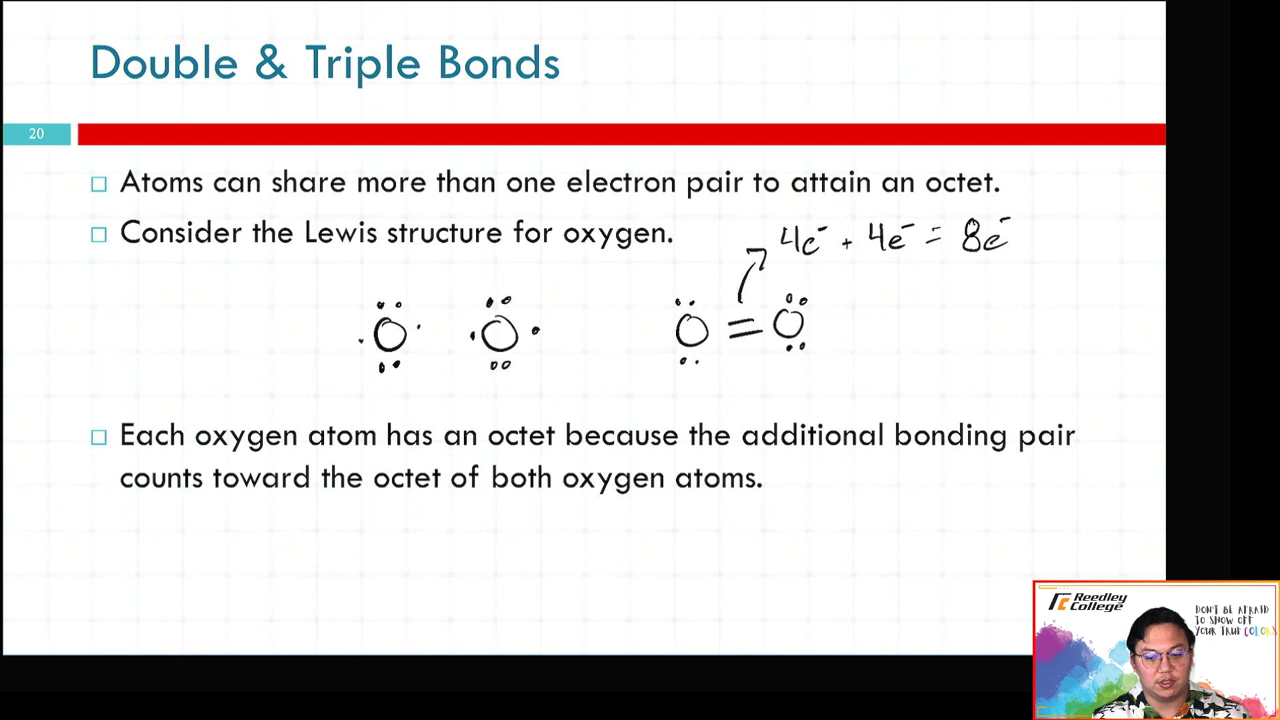 Double & Triple Bonds
20
Atoms can share more than one electron pair to attain an octet.
Consider the Lewis structure for oxygen.
4e⁻ + 4e⁻ = 8e⁻
O O O = O
Each oxygen atom has an octet because the additional bonding pair
counts toward the octet of both oxygen atoms.
Reedley
College
DON'T BE AFRAID
TO SHOW OFF
YOUR TRUE COLORS